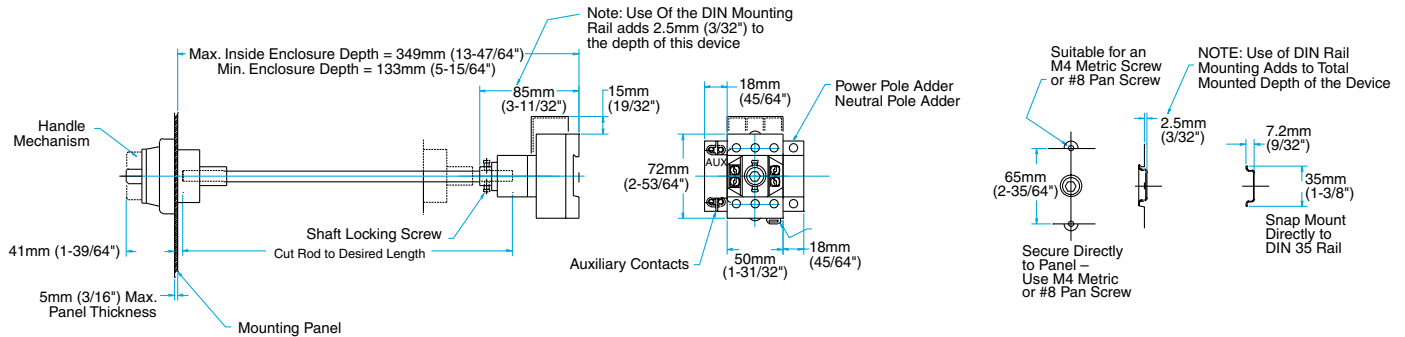 Note: Use Of the DIN Mounting
Rail adds 2.5mm (3/32") to
the depth of this device
Max. Inside Enclosure Depth = 349mm (13-47/64")
Min. Enclosure Depth = 133mm (5-15/64")
85mm
(3-11/32")
15mm
(19/32")
Handle
Mechanism
Shaft Locking Screw
Cut Rod to Desired Length
41mm (1-39/64")
5mm (3/16") Max.
Panel Thickness
Mounting Panel
18mm
(45/64")
Power Pole Adder
Neutral Pole Adder
AUX
72mm
(2-53/64")
Auxiliary Contacts
50mm
(1-31/32")
18mm
(45/64")
Suitable for an
M4 Metric Screw
or #8 Pan Screw
NOTE: Use of DIN Rail
Mounting Adds to Total
Mounted Depth of the Device
2.5mm
(3/32")
7.2mm
(9/32")
65mm
(2-35/64")
35mm
(1-3/8")
Secure Directly
to Panel –
Use M4 Metric
or #8 Pan Screw
Snap Mount
Directly to
DIN 35 Rail